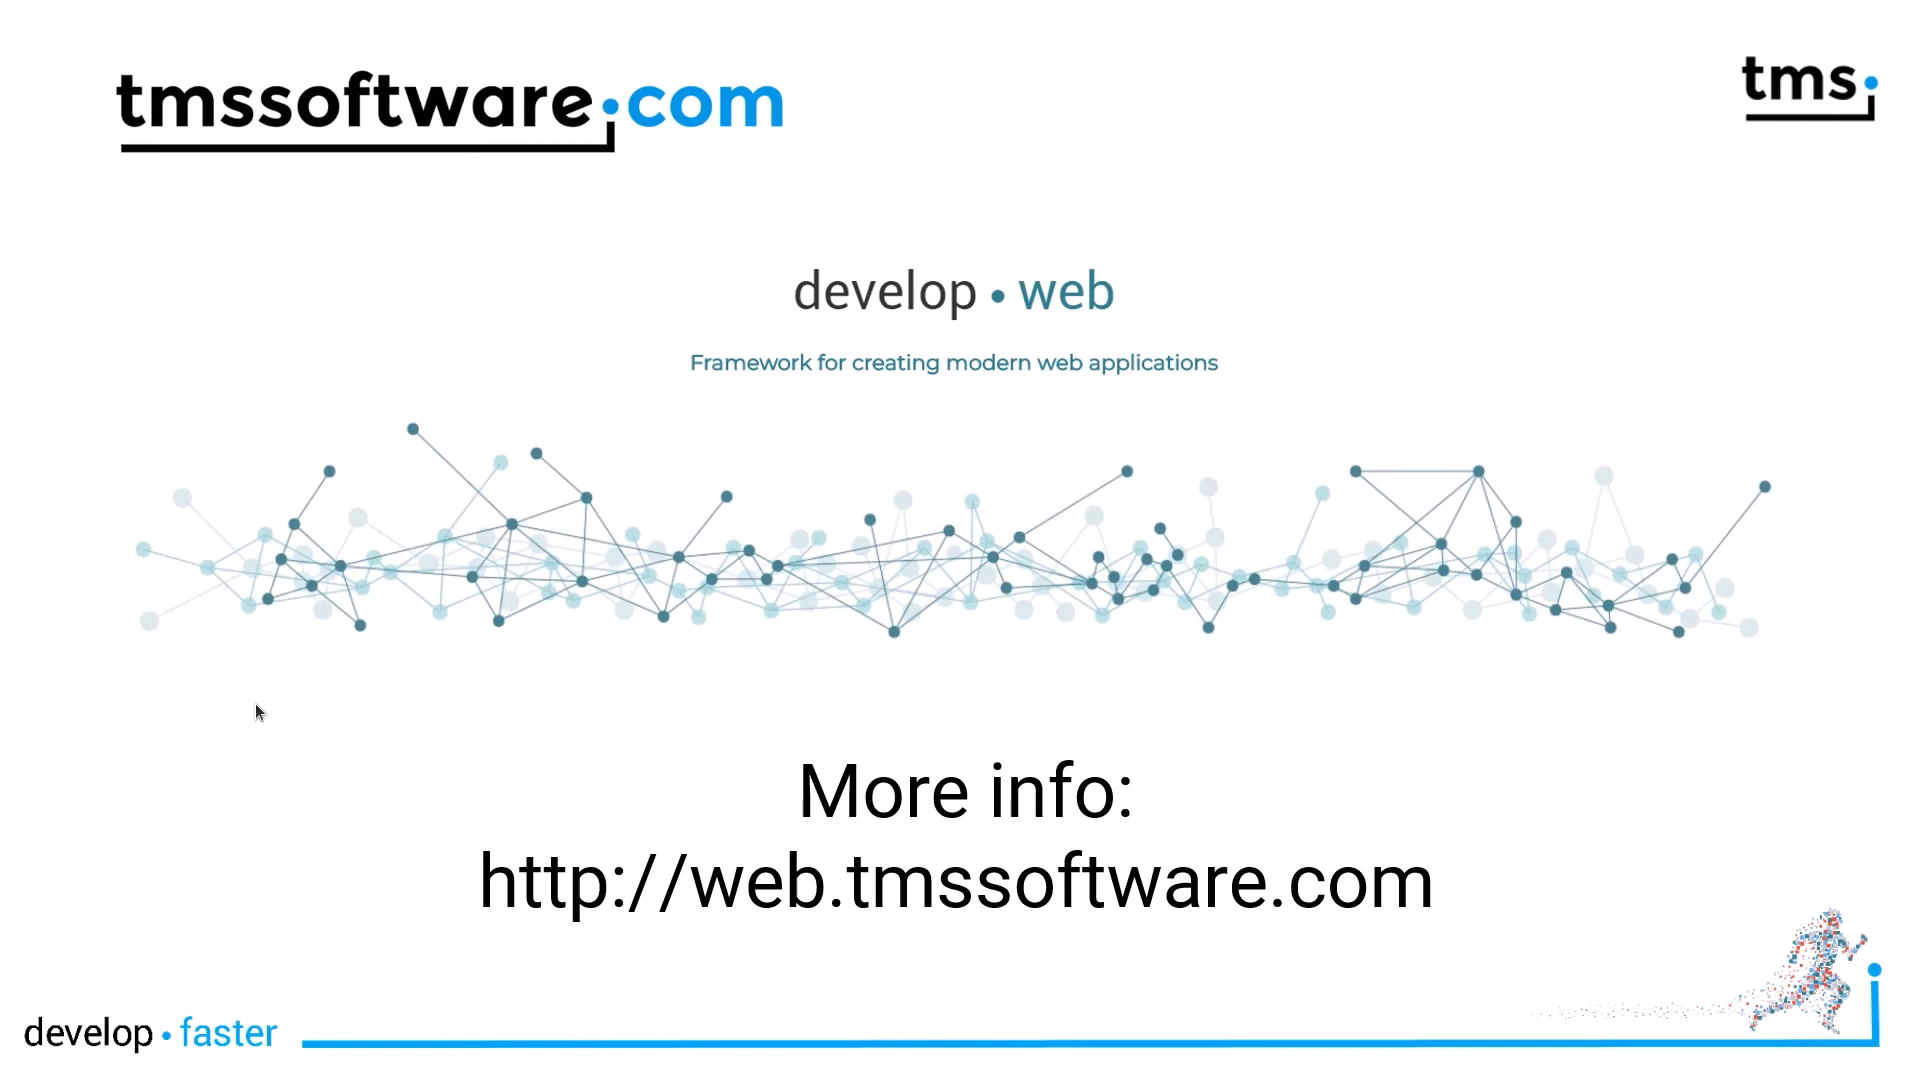 tmssoftware.com
tms
develop • web
Framework for creating modern web applications
More info:
http://web.tmssoftware.com
develop • faster